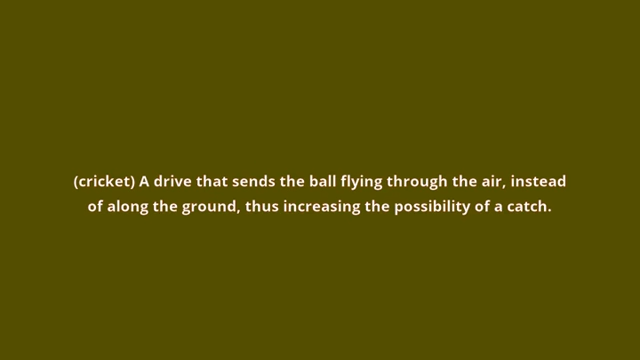 (cricket) A drive that sends the ball flying through the air, instead
of along the ground, thus increasing the possibility of a catch.